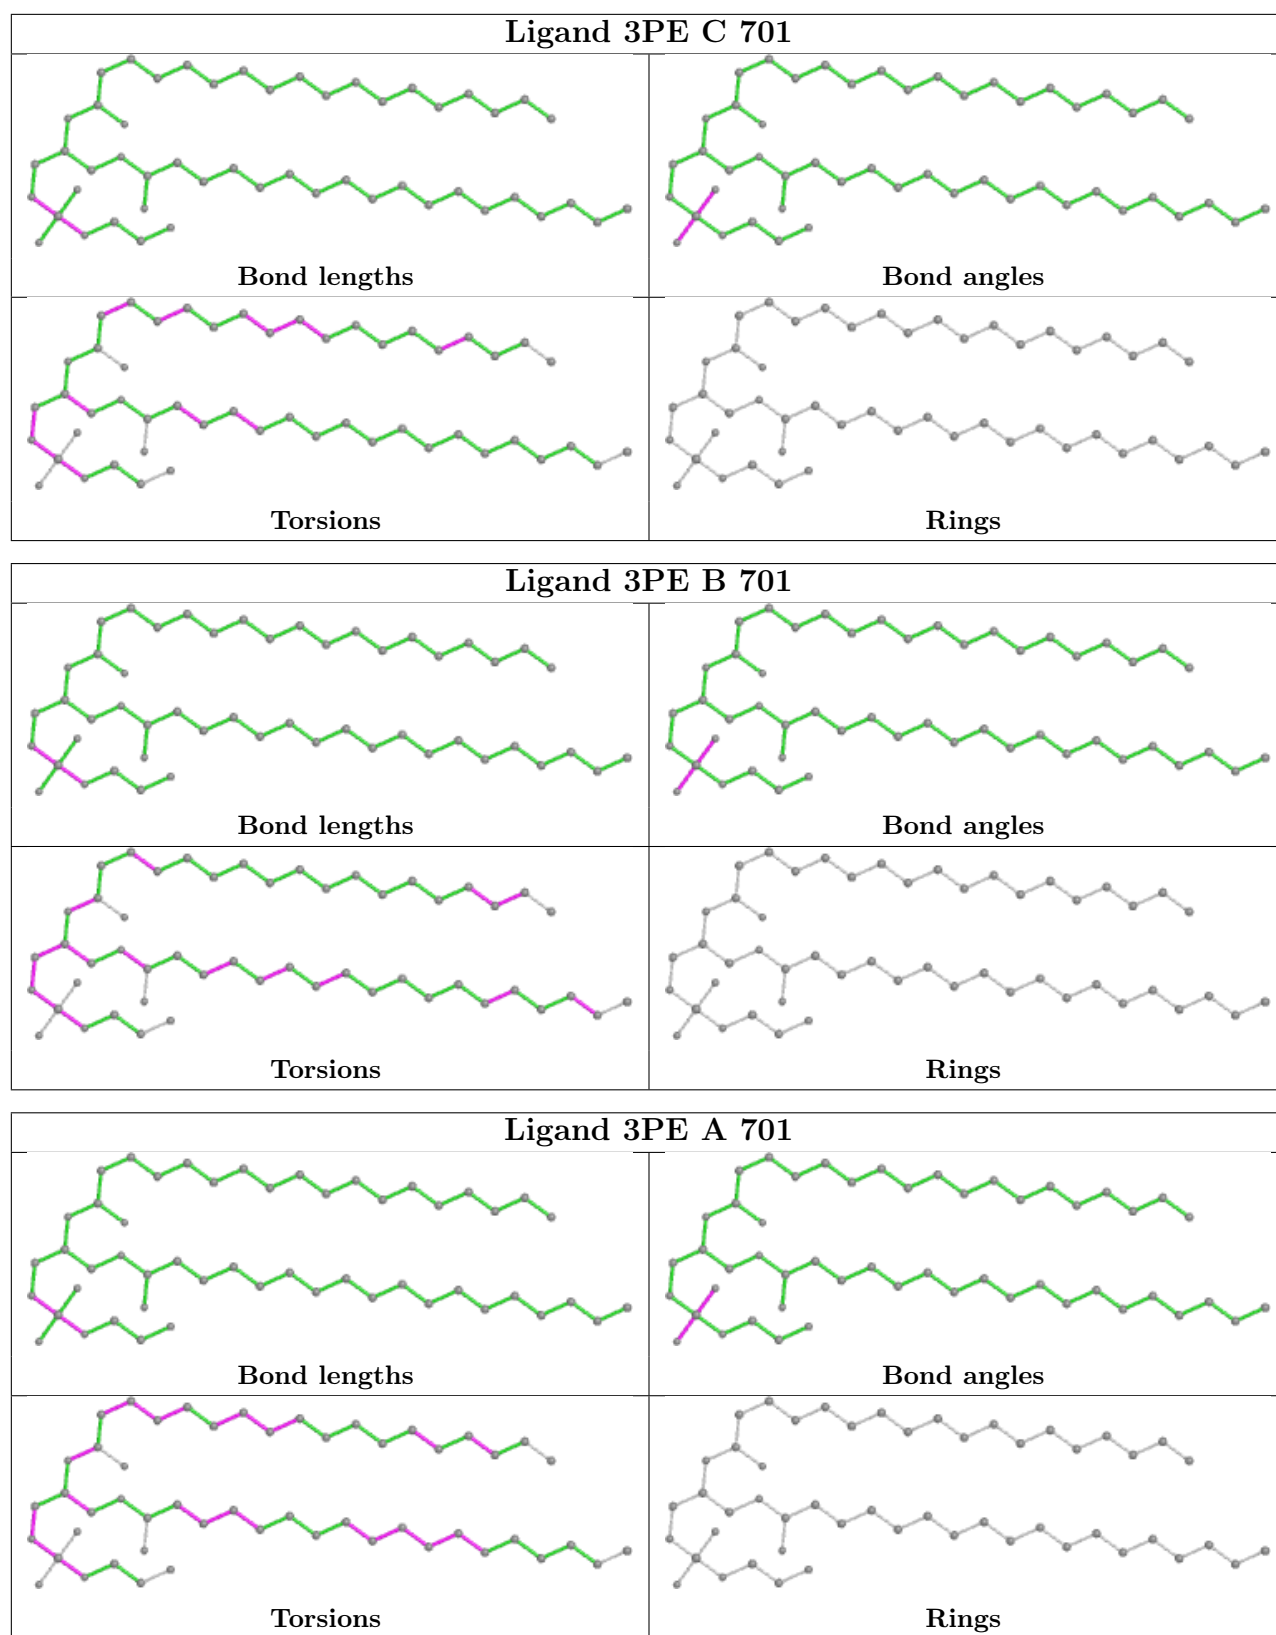 Ligand 3PE C 701
Bond lengths
Bond angles
Torsions
Rings
Ligand 3PE B 701
Bond lengths
Bond angles
Torsions
Rings
Ligand 3PE A 701
Bond lengths
Bond angles
Torsions
Rings